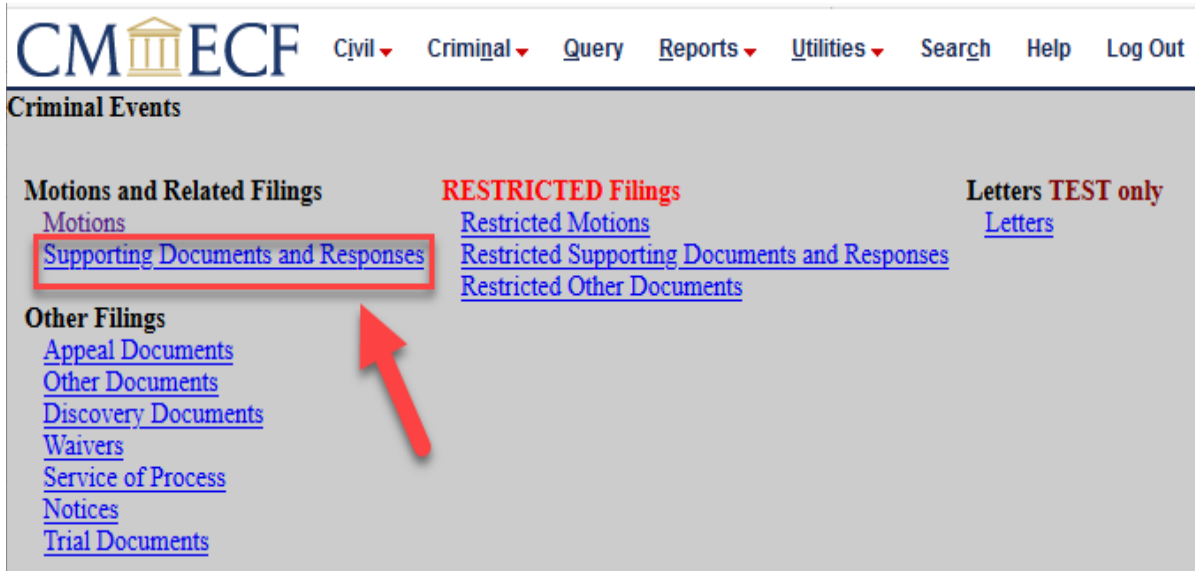 CM ECF Civil Criminal Query Reports Utilities Search Help Log Out
Criminal Events
Motions and Related Filings
Motions
Supporting Documents and Responses
Other Filings
Appeal Documents
Other Documents
Discovery Documents
Waivers
Service of Process
Notices
Trial Documents
RESTRICTED Filings
Restricted Motions
Restricted Supporting Documents and Responses
Restricted Other Documents
Letters TEST only
Letters